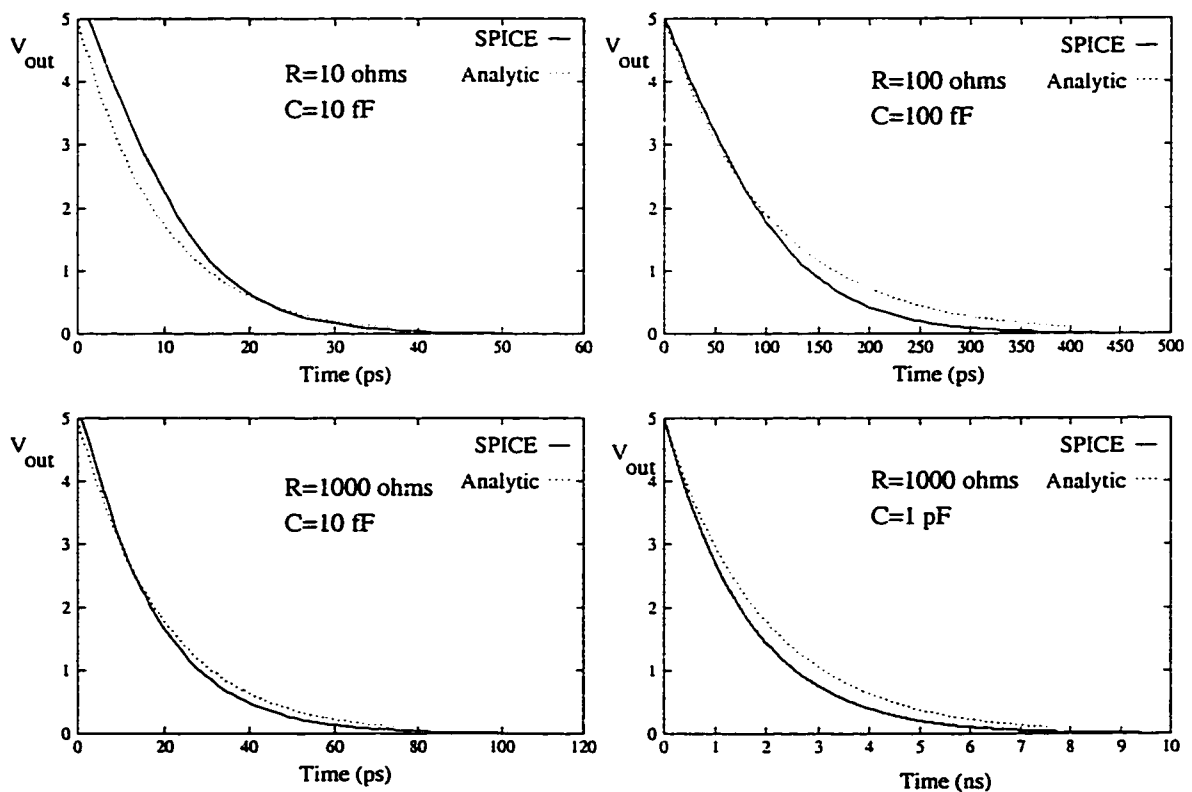 5
V
out
4
3
2
1
0
SPICE
Analytic
R=10 ohms
C=10 fF
0 10 20 30 40 50 60
Time (ps)
5
V
out
4
3
2
1
0
SPICE
Analytic
R=100 ohms
C=100 fF
0 50 100 150 200 250 300 350 400 450 500
Time (ps)
5
V
out
4
3
2
1
0
SPICE
Analytic
R=1000 ohms
C=10 fF
0 20 40 60 80 100 120
Time (ps)
5
V
out
4
3
2
1
0
SPICE
Analytic
R=1000 ohms
C=1 pF
0 1 2 3 4 5 6 7 8 9 10
Time (ns)